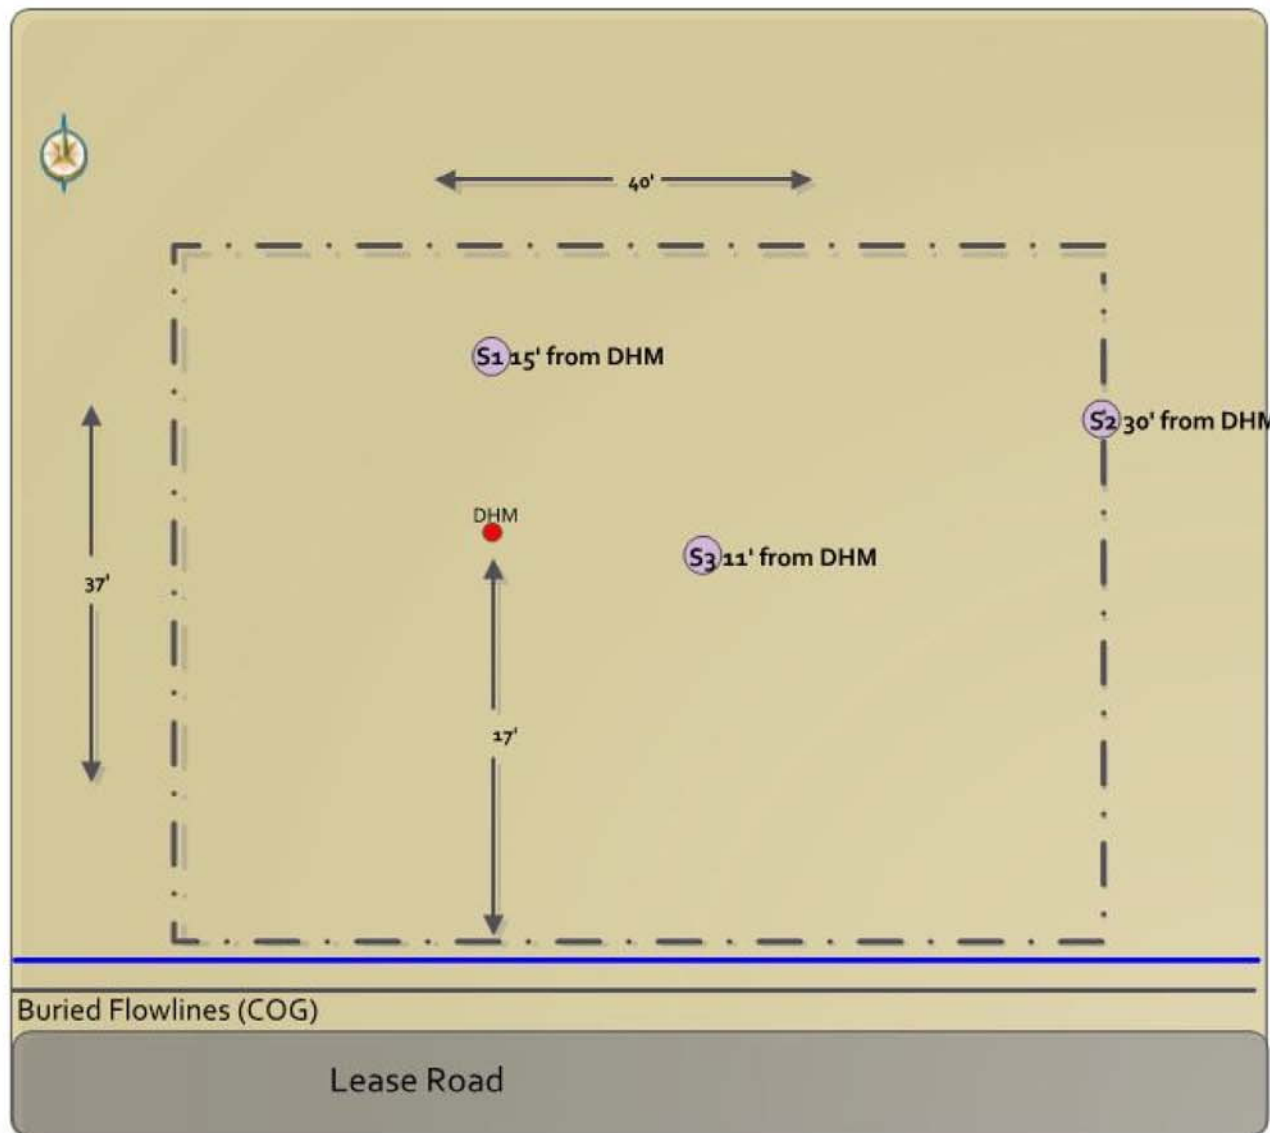 40'
S1 15' from DHM
S2 30' from DHM
DHM
S3 11' from DHM
37'
17'
Buried Flowlines (COG)
Lease Road